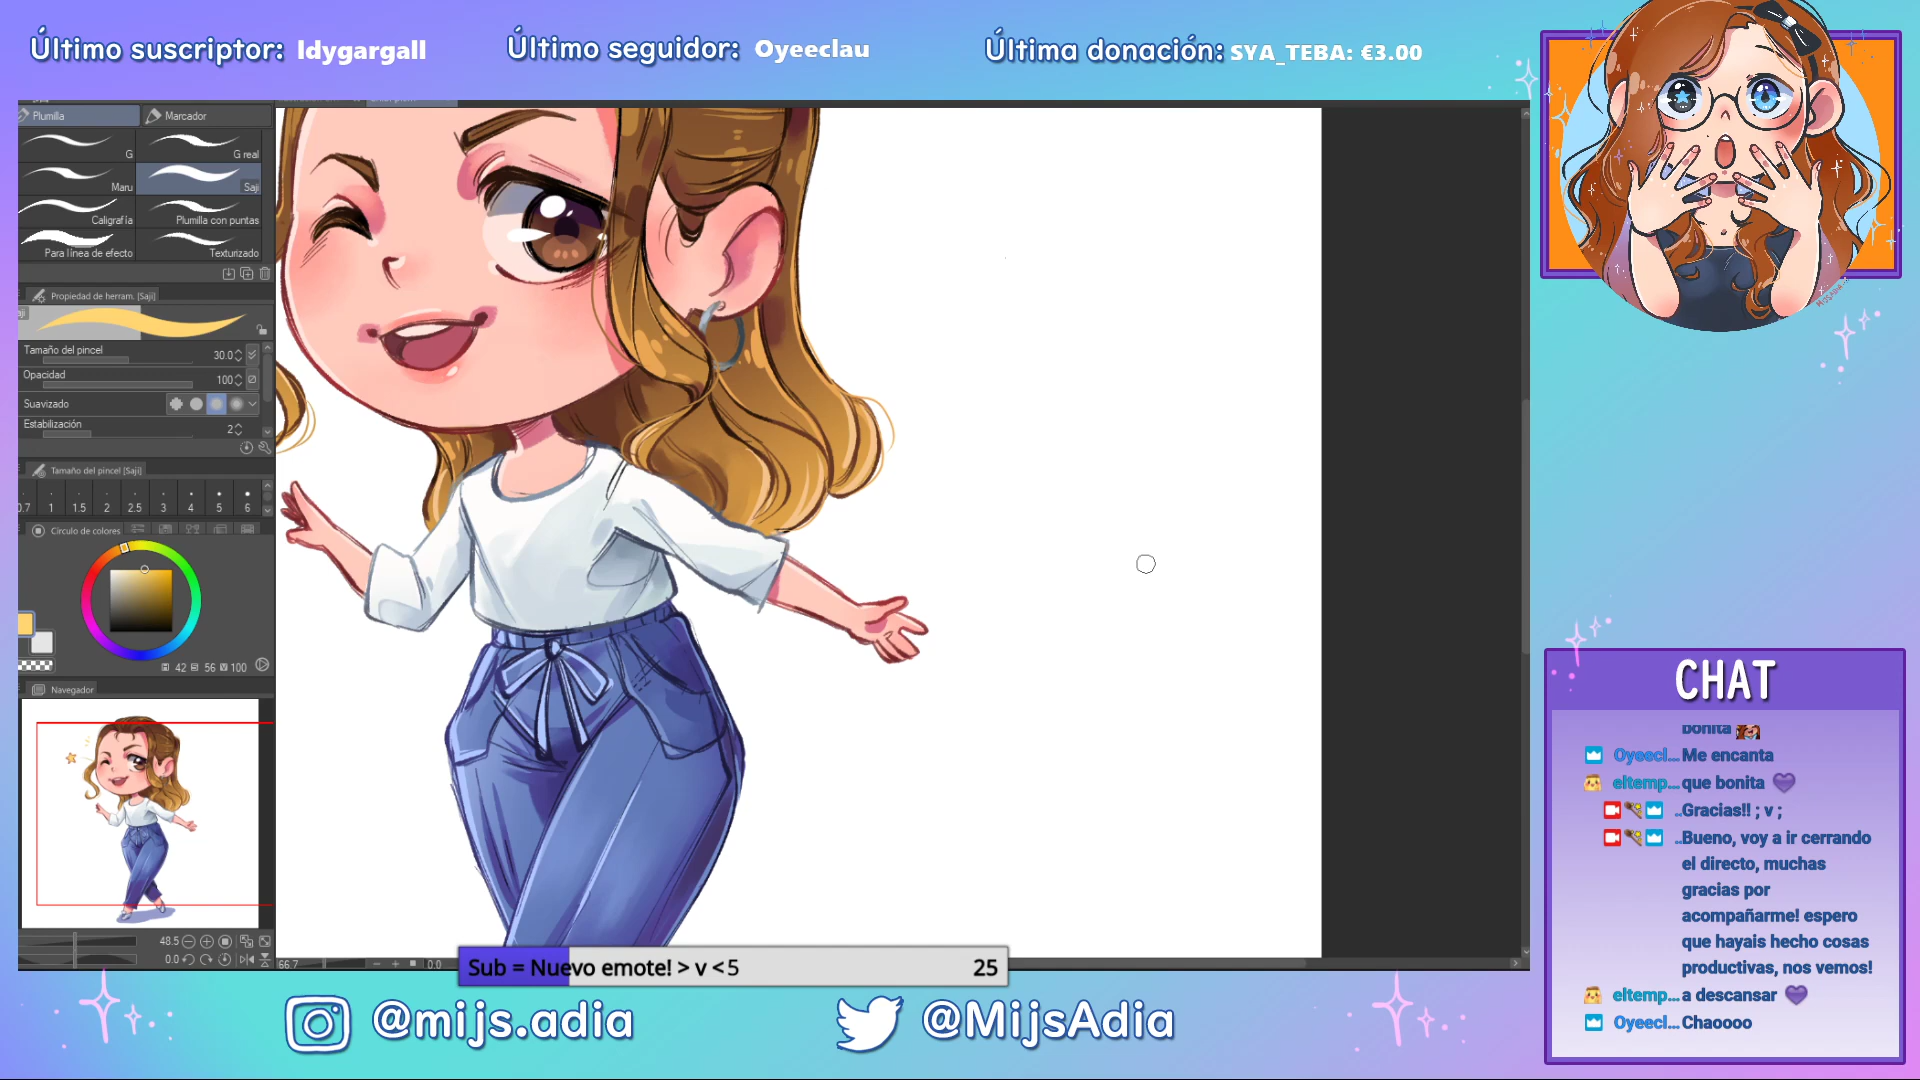 Último suscriptor: ldygargall
Último seguidor: Oyeeclau
Última donación: SYA_TEBA: €3.00
Plumilla
Marcador
G
G real
Maru
Saji
Caligrafía
Plumilla con puntas
Para línea de efecto
Texturizado
Propiedad de herram. [Saji]
Tamaño del pincel 30.0
Opacidad 100
Suavizado
Estabilización 2
Tamaño del pincel [Saji]
0.7 1 1.5 2 2.5 3 4 5 6
Círculo de colores
42 56 100
Navegador
48.5
0.0
66.7 0.0
Sub = Nuevo emote! > v <5 25
@mijs.adia
@MijsAdia
CHAT
bonita
Oyeecl... Me encanta
eltemp... que bonita
..Gracias!! ; v ;
..Bueno, voy a ir cerrando
el directo, muchas
gracias por
acompañarme! espero
que hayais hecho cosas
productivas, nos vemos!
eltemp... a descansar
Oyeecl... Chaoooo